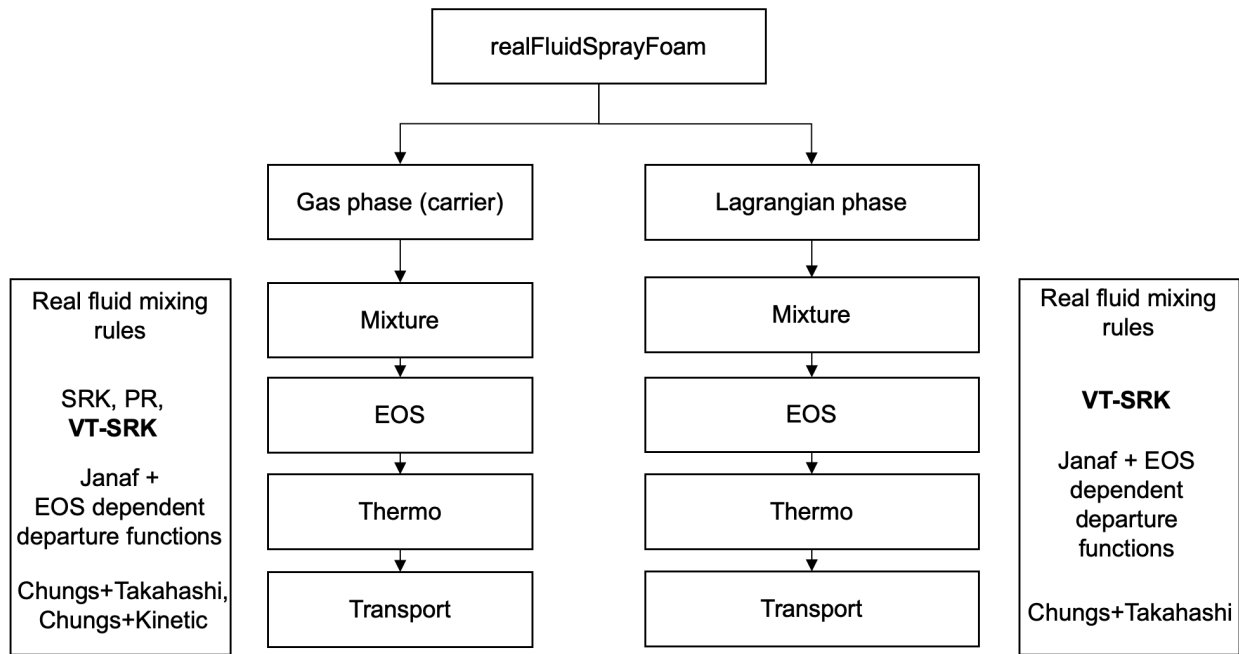 realFluidSprayFoam
Gas phase (carrier)
Lagrangian phase
Real fluid mixing
rules
SRK, PR,
VT-SRK
Janaf +
EOS dependent
departure functions
Chungs+Takahashi,
Chungs+Kinetic
Mixture
EOS
Thermo
Transport
Mixture
EOS
Thermo
Transport
Real fluid mixing
rules
VT-SRK
Janaf + EOS
dependent
departure
functions
Chungs+Takahashi